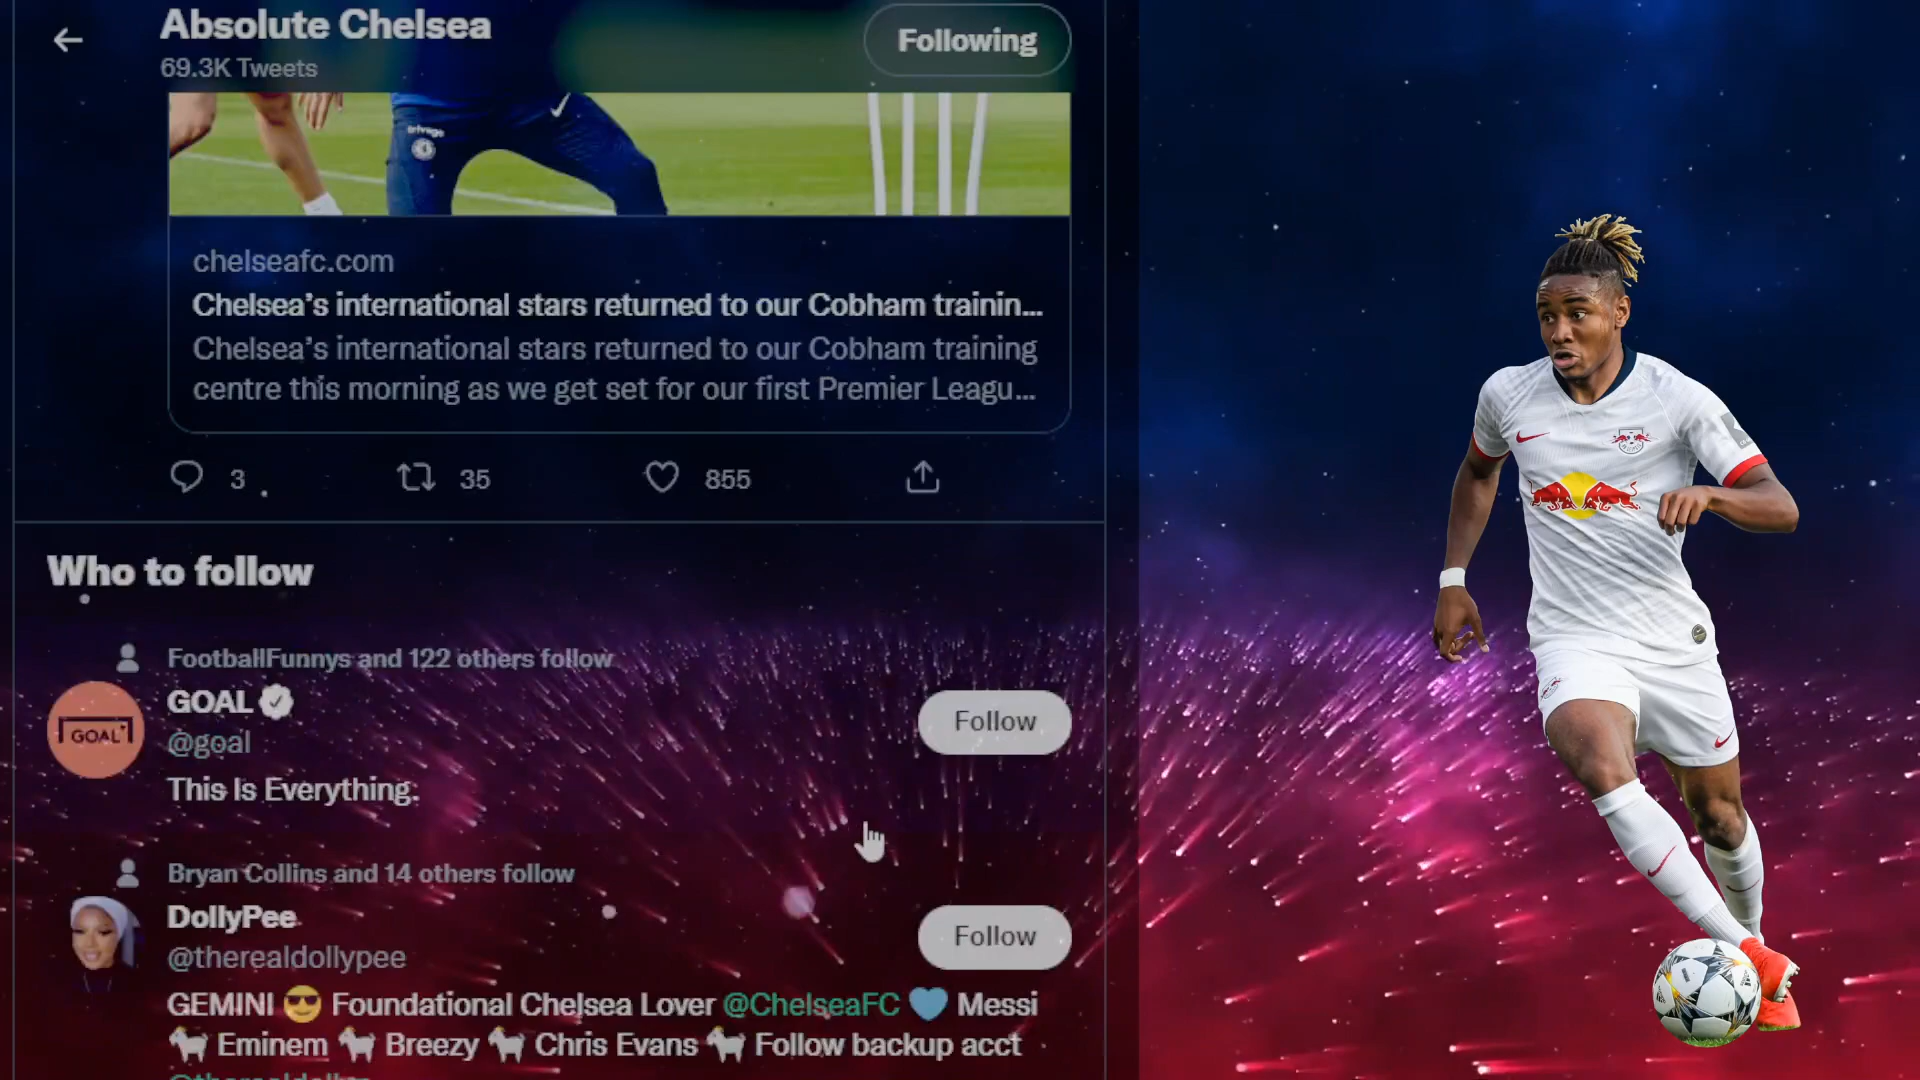 Absolute Chelsea
69.3K Tweets
Following
trivago
chelseafc.com
Chelsea's international stars returned to our Cobham trainin...
Chelsea's international stars returned to our Cobham training
centre this morning as we get set for our first Premier Leagu...
3 35 855
Who to follow
FootballFunnys and 122 others follow
GOAL
@goal
Follow
GOAL
This Is Everything.
Bryan Collins and 14 others follow
DollyPee
@therealdollypee
Follow
GEMINI 😎 Foundational Chelsea Lover @ChelseaFC 💙 Messi
🐐 Eminem 🐐 Breezy 🐐 Chris Evans 🐐 Follow backup acct